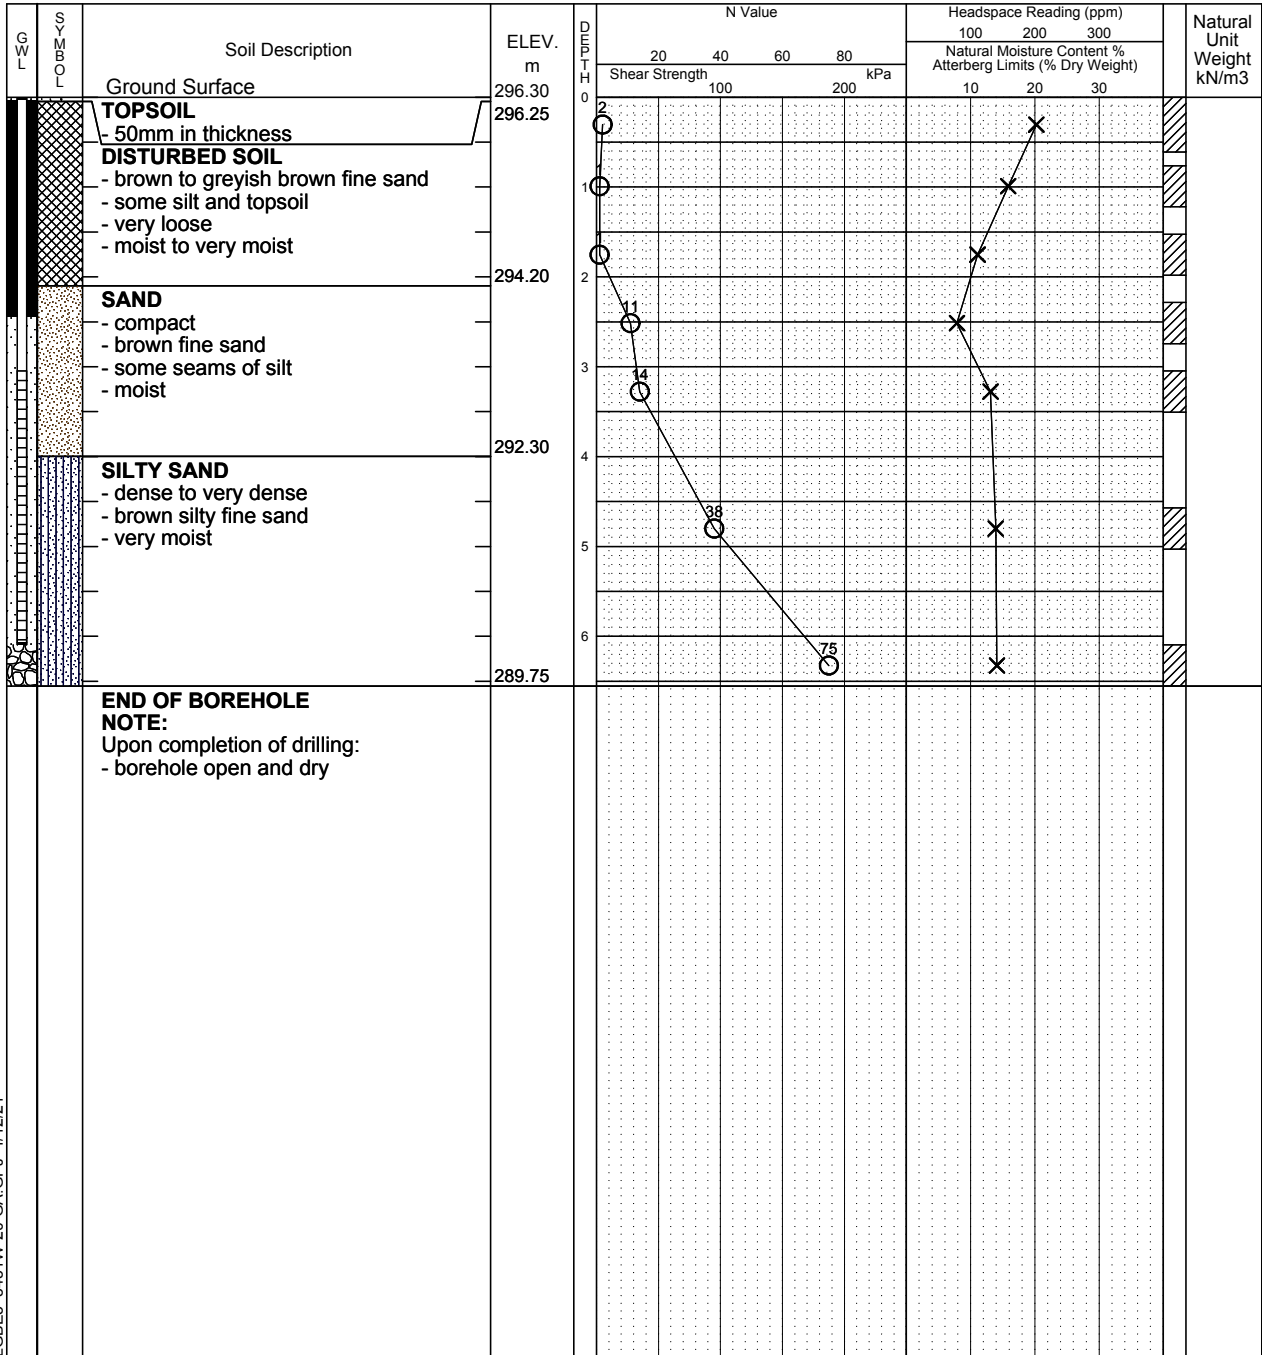 GWL
SYMBOL
Soil Description
Ground Surface
ELEV.
m
296.30
DEPTH
N Value
20 40 60 80
Shear Strength kPa
100 200
Headspace Reading (ppm)
100 200 300
Natural Moisture Content %
Atterberg Limits (% Dry Weight)
10 20 30
Natural
Unit
Weight
kN/m3
0
TOPSOIL
296.25
- 50mm in thickness
2
DISTURBED SOIL
- brown to greyish brown fine sand
1
- some silt and topsoil
- very loose
- moist to very moist
294.20
2
SAND
- compact
11
- brown fine sand
- some seams of silt
3
- moist
14
292.30
4
SILTY SAND
- dense to very dense
- brown silty fine sand
38
- very moist
5
6
75
289.75
END OF BOREHOLE
NOTE:
Upon completion of drilling:
- borehole open and dry